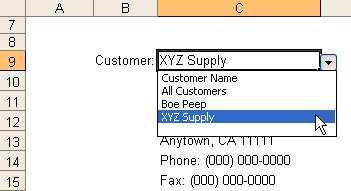 A B C
7
8
9 Customer: XYZ Supply
Customer Name
10 All Customers
11 Boe Peep
12 XYZ Supply
13 Anytown, CA 11111
14 Phone: (000) 000-0000
15 Fax: (000) 000-0000